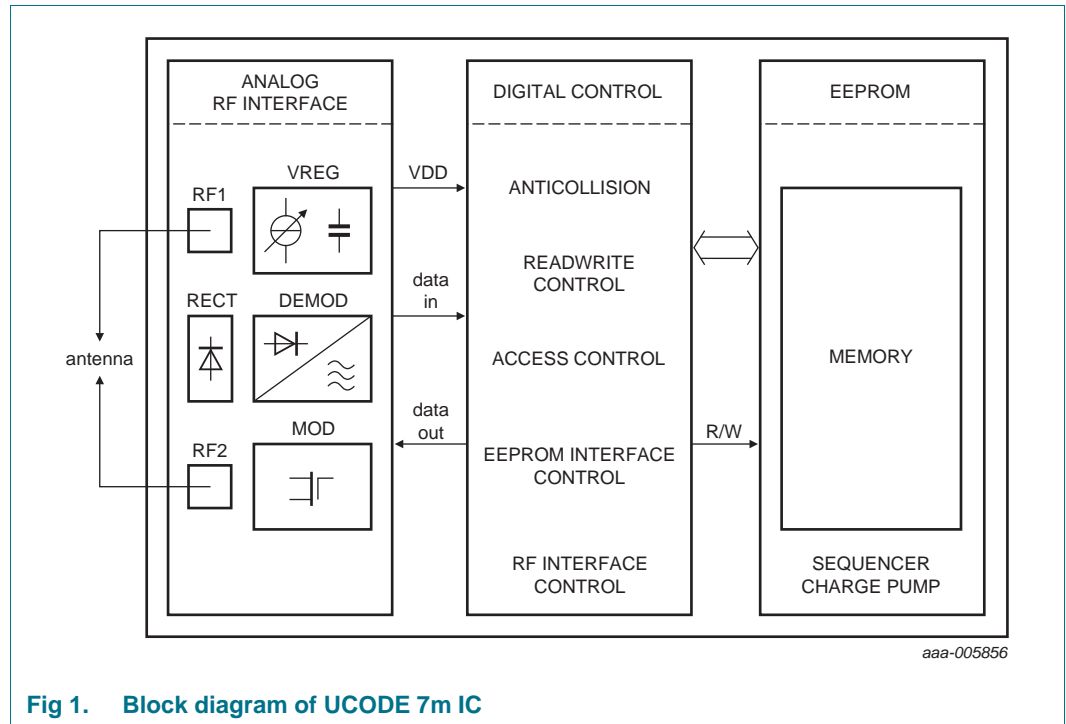 ANALOG
RF INTERFACE
DIGITAL CONTROL
EEPROM
VREG
RF1
VDD
ANTICOLLISION
READWRITE
CONTROL
RECT
DEMOD
data
in
antenna
ACCESS CONTROL
MEMORY
MOD
RF2
data
out
EEPROM INTERFACE
CONTROL
R/W
RF INTERFACE
CONTROL
SEQUENCER
CHARGE PUMP
aaa-005856
Fig 1. Block diagram of UCODE 7m IC